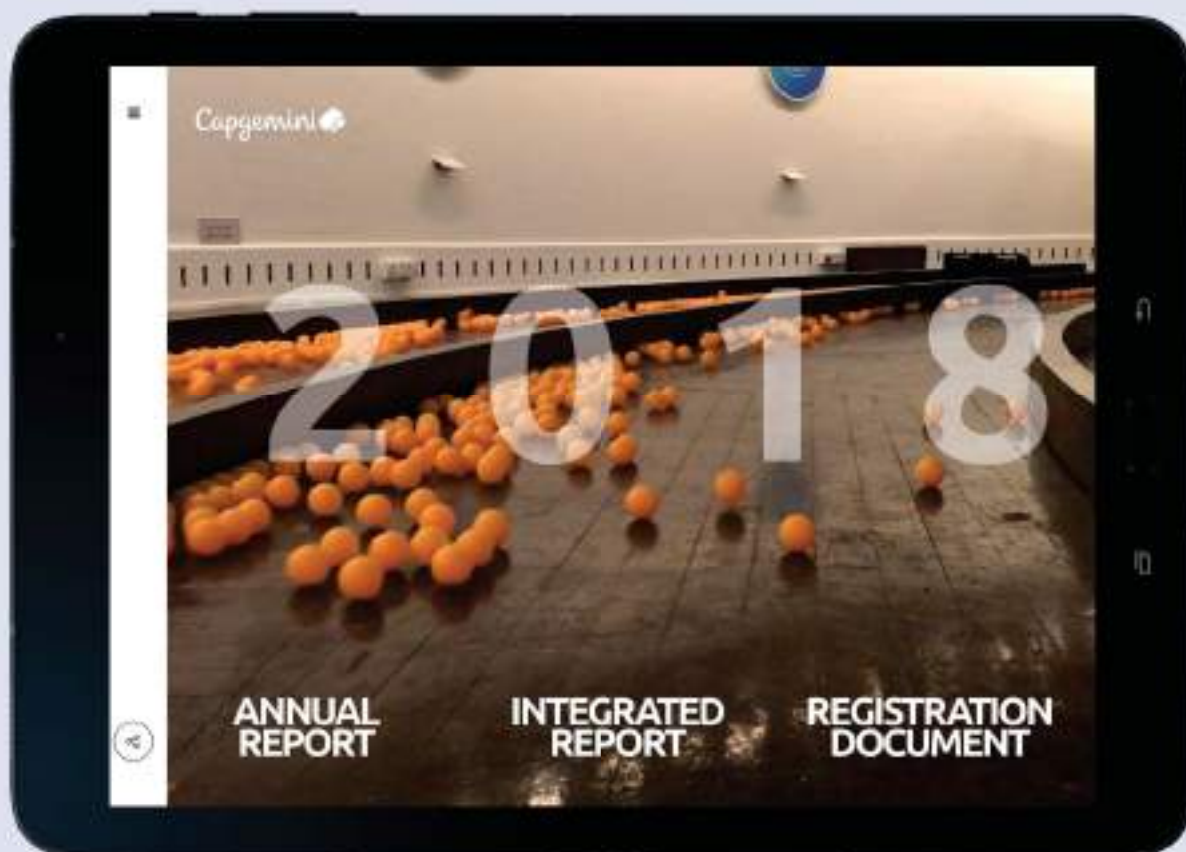 Capgemini
2018
ANNUAL
REPORT
INTEGRATED
REPORT
REGISTRATION
DOCUMENT